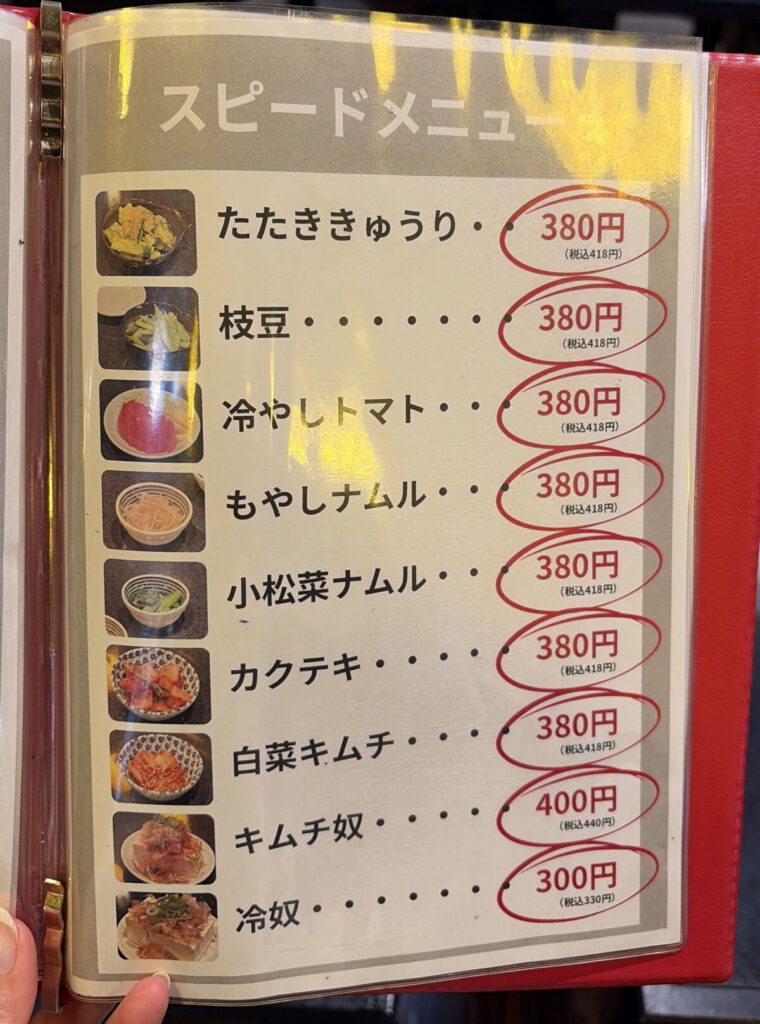 スピードメニュー
たたききゅうり・・380円
(税込418円)
枝豆・・・・・・・380円
(税込418円)
冷やしトマト・・・380円
(税込418円)
もやしナムル・・・380円
(税込418円)
小松菜ナムル・・・380円
(税込418円)
カクテキ・・・・・380円
(税込418円)
白菜キムチ・・・・380円
(税込418円)
キムチ奴・・・・・400円
(税込440円)
冷奴・・・・・・・300円
(税込330円)